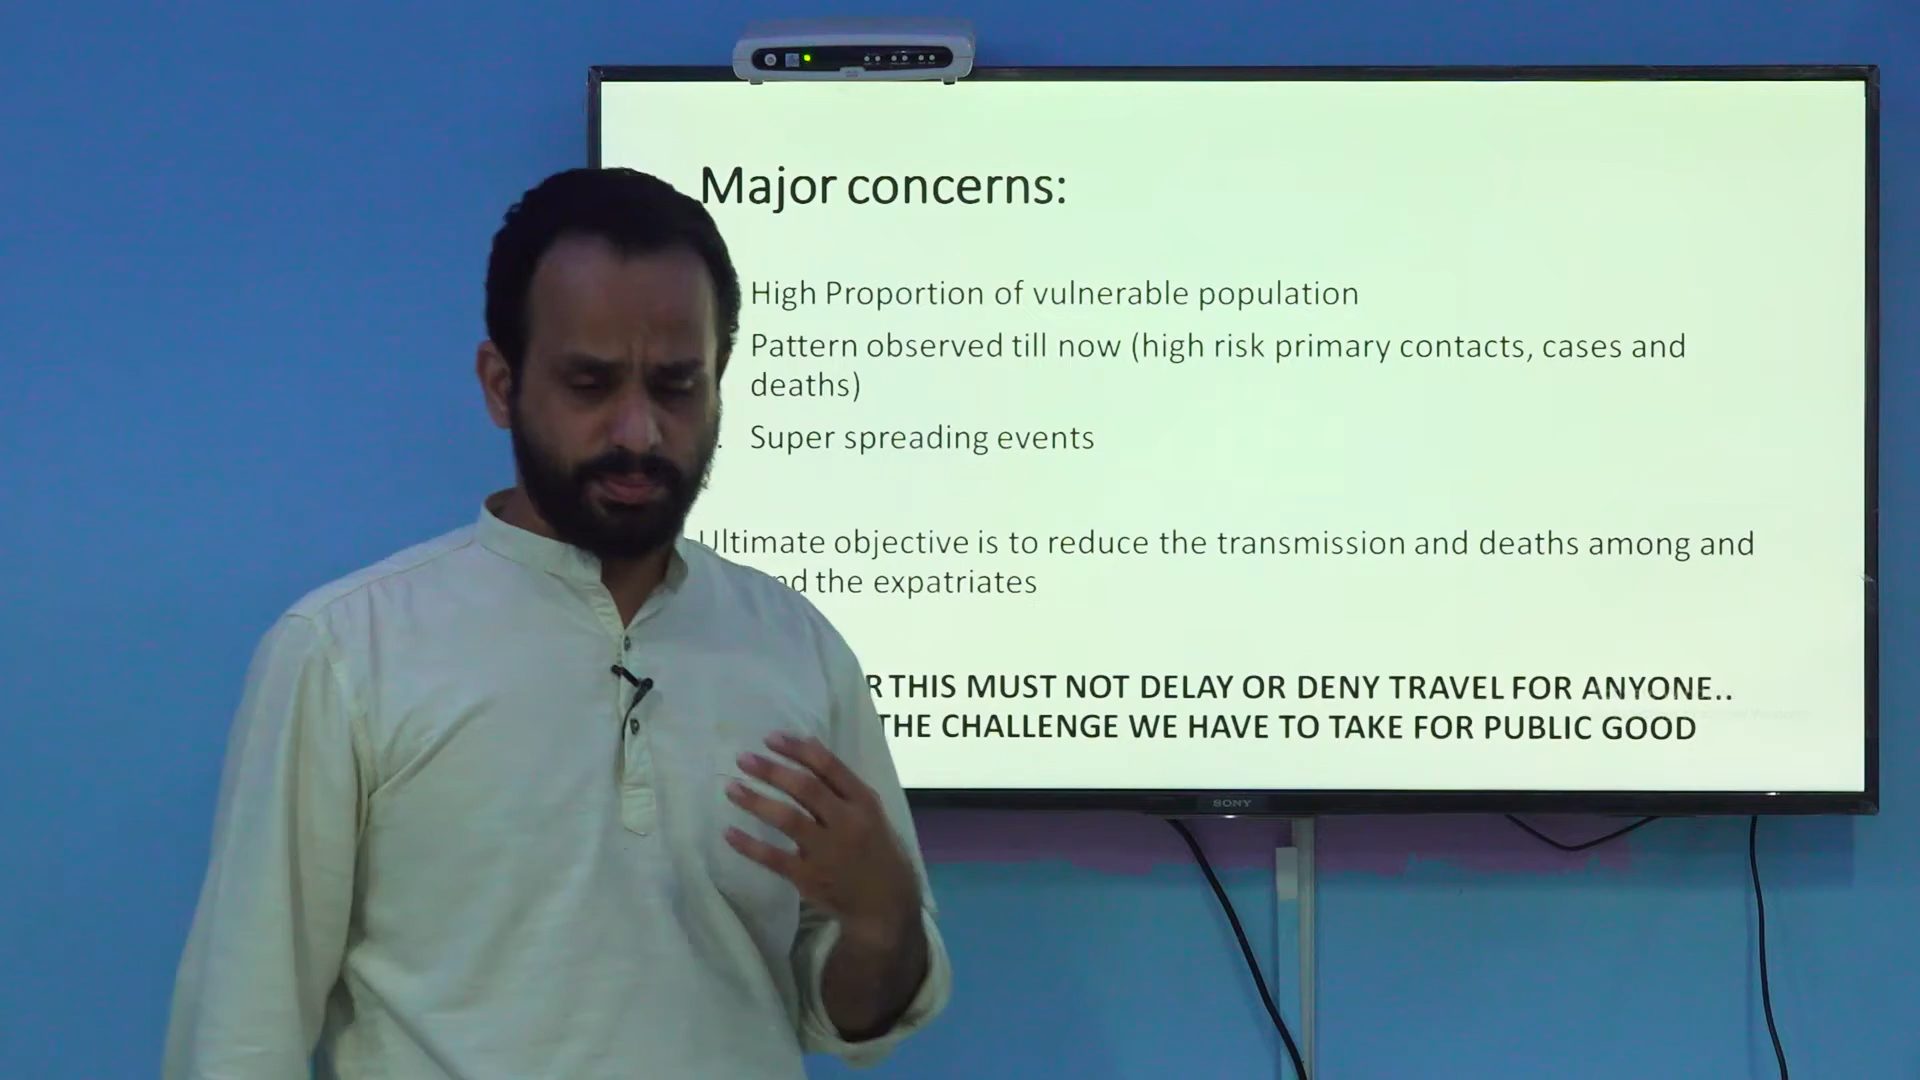 Major concerns:
High Proportion of vulnerable population
Pattern observed till now (high risk primary contacts, cases and
deaths)
Super spreading events
Ultimate objective is to reduce the transmission and deaths among and
the expatriates
THIS MUST NOT DELAY OR DENY TRAVEL FOR ANYONE..
THE CHALLENGE WE HAVE TO TAKE FOR PUBLIC GOOD
SONY